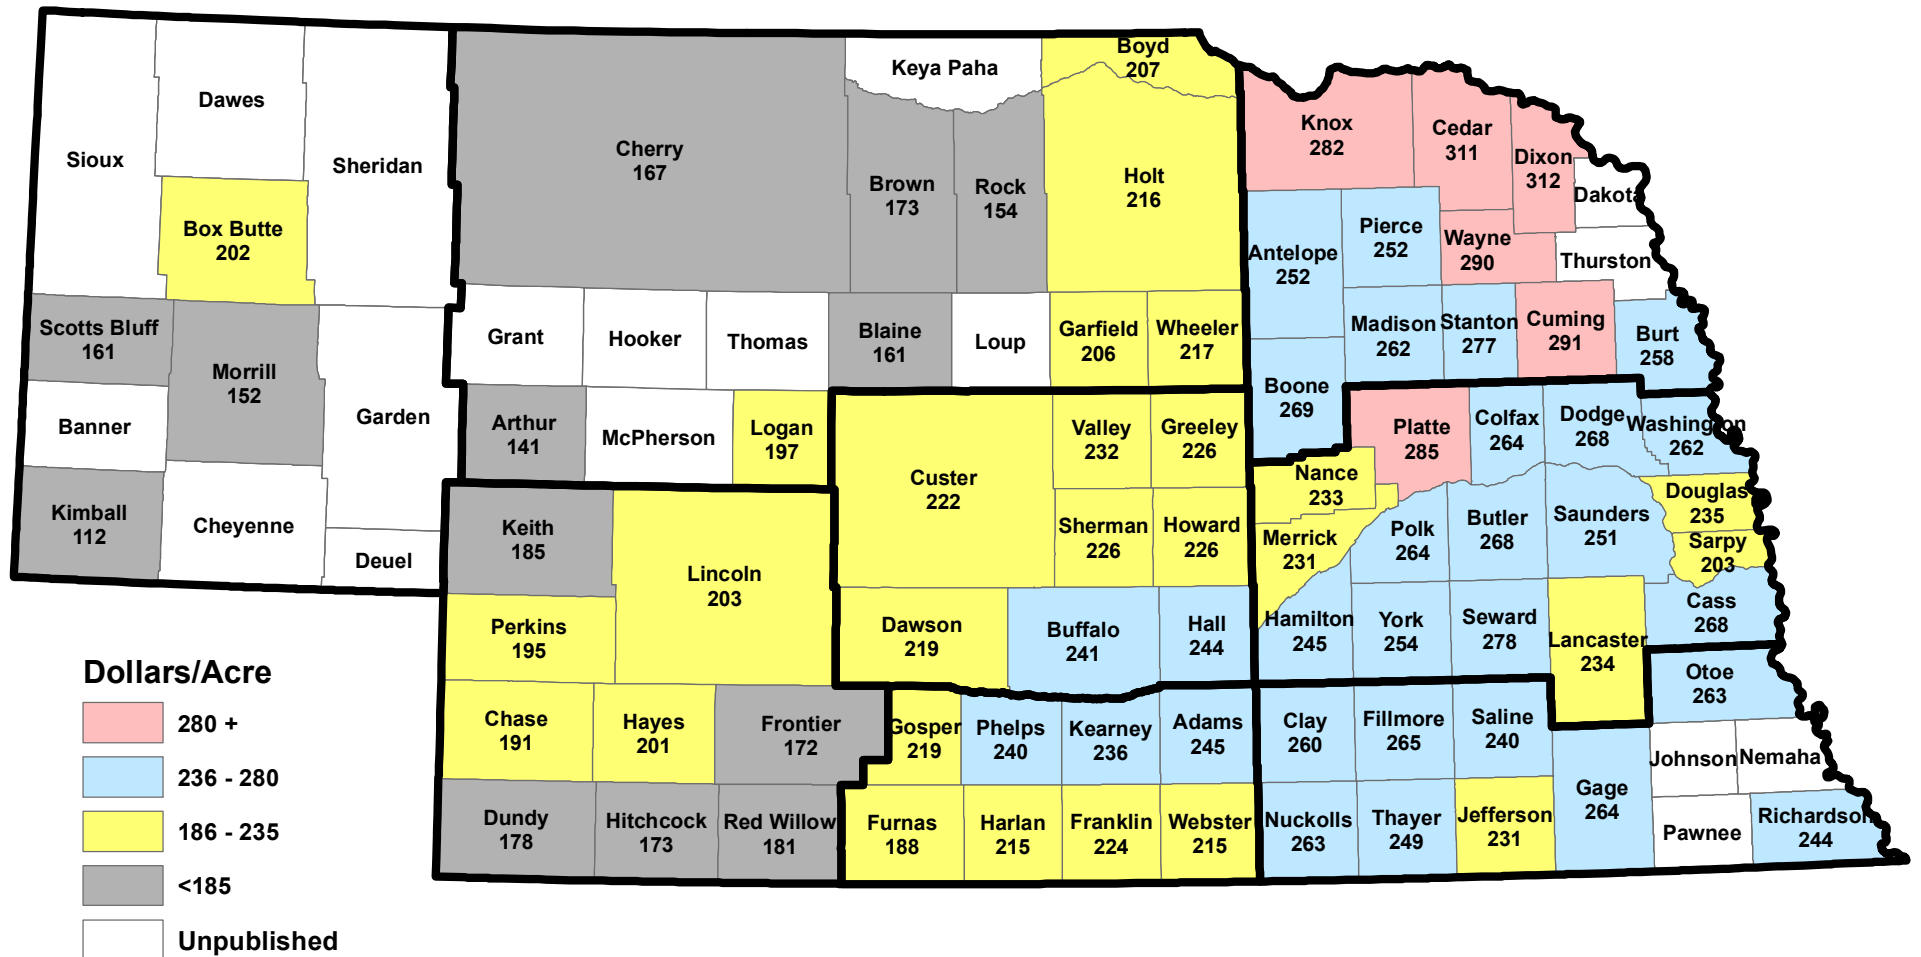 Boyd
207
Keya Paha
Dawes
Sioux
Sheridan
Cherry
167
Brown
173
Rock
154
Holt
216
Knox
282
Cedar
311
Dixon
312
Dakota
Box Butte
202
Antelope
252
Pierce
252
Wayne
290
Thurston
Scotts Bluff
161
Morrill
152
Grant
Hooker
Thomas
Blaine
161
Loup
Garfield
206
Wheeler
217
Madison
262
Stanton
277
Cuming
291
Burt
258
Boone
269
Banner
Garden
Arthur
141
McPherson
Logan
197
Custer
222
Valley
232
Greeley
226
Platte
285
Colfax
264
Dodge
268
Washington
262
Nance
233
Kimball
112
Cheyenne
Deuel
Keith
185
Lincoln
203
Sherman
226
Howard
226
Merrick
231
Polk
264
Butler
268
Saunders
251
Douglas
235
Sarpy
203
Perkins
195
Dawson
219
Buffalo
241
Hall
244
Hamilton
245
York
254
Seward
278
Lancaster
234
Cass
268
Otoe
263
Chase
191
Hayes
201
Frontier
172
Gosper
219
Phelps
240
Kearney
236
Adams
245
Clay
260
Fillmore
265
Saline
240
Johnson
Nemaha
Gage
264
Dundy
178
Hitchcock
173
Red Willow
181
Furnas
188
Harlan
215
Franklin
224
Webster
215
Nuckolls
263
Thayer
249
Jefferson
231
Pawnee
Richardson
244
Dollars/Acre
280 +
236 - 280
186 - 235
<185
Unpublished